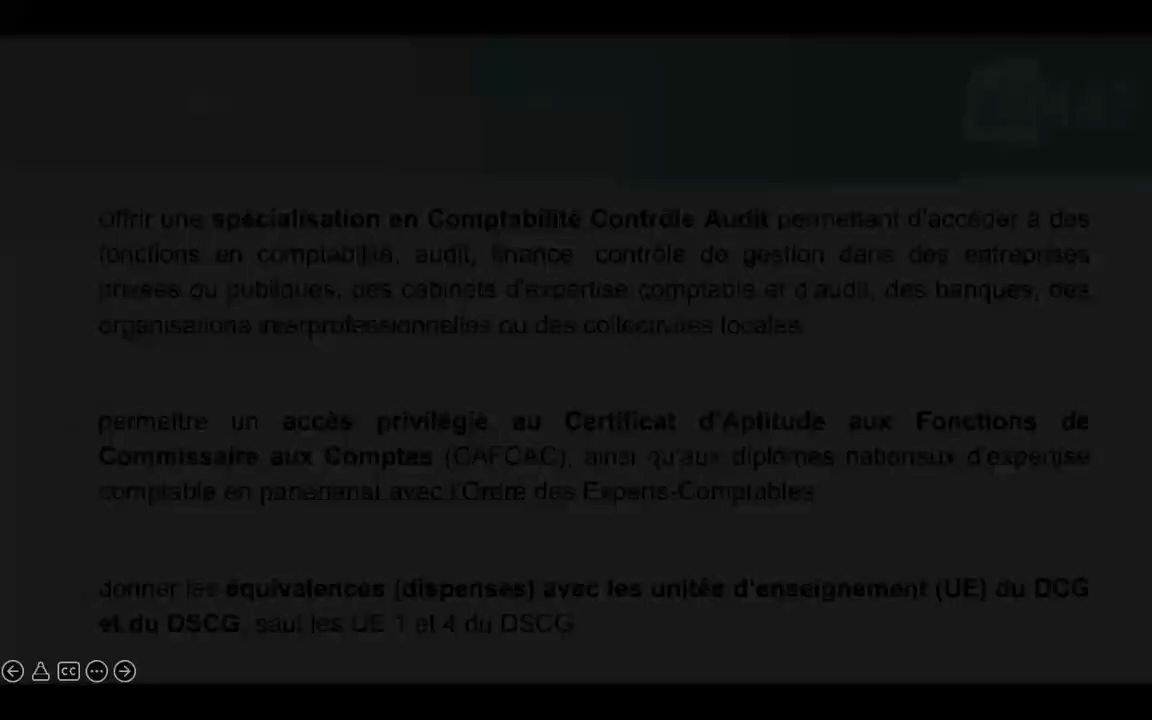 offrir une spécialisation en Comptabilité Contrôle Audit permettant d'accéder à des
fonctions en comptabilité, audit, finance, contrôle de gestion dans des entreprises
privées ou publiques, des cabinets d'expertise comptable et d'audit, des banques, des
organisations interprofessionnelles ou des collectivités locales
permettre un accès privilégié au Certificat d'Aptitude aux Fonctions de
Commissaire aux Comptes (CAFCAC), ainsi qu'aux diplômes nationaux d'expertise
comptable en partenariat avec l'Ordre des Experts-Comptables
donner les équivalences (dispenses) avec les unités d'enseignement (UE) du DCG
et du DSCG, sauf les UE 1 et 4 du DSCG
CC